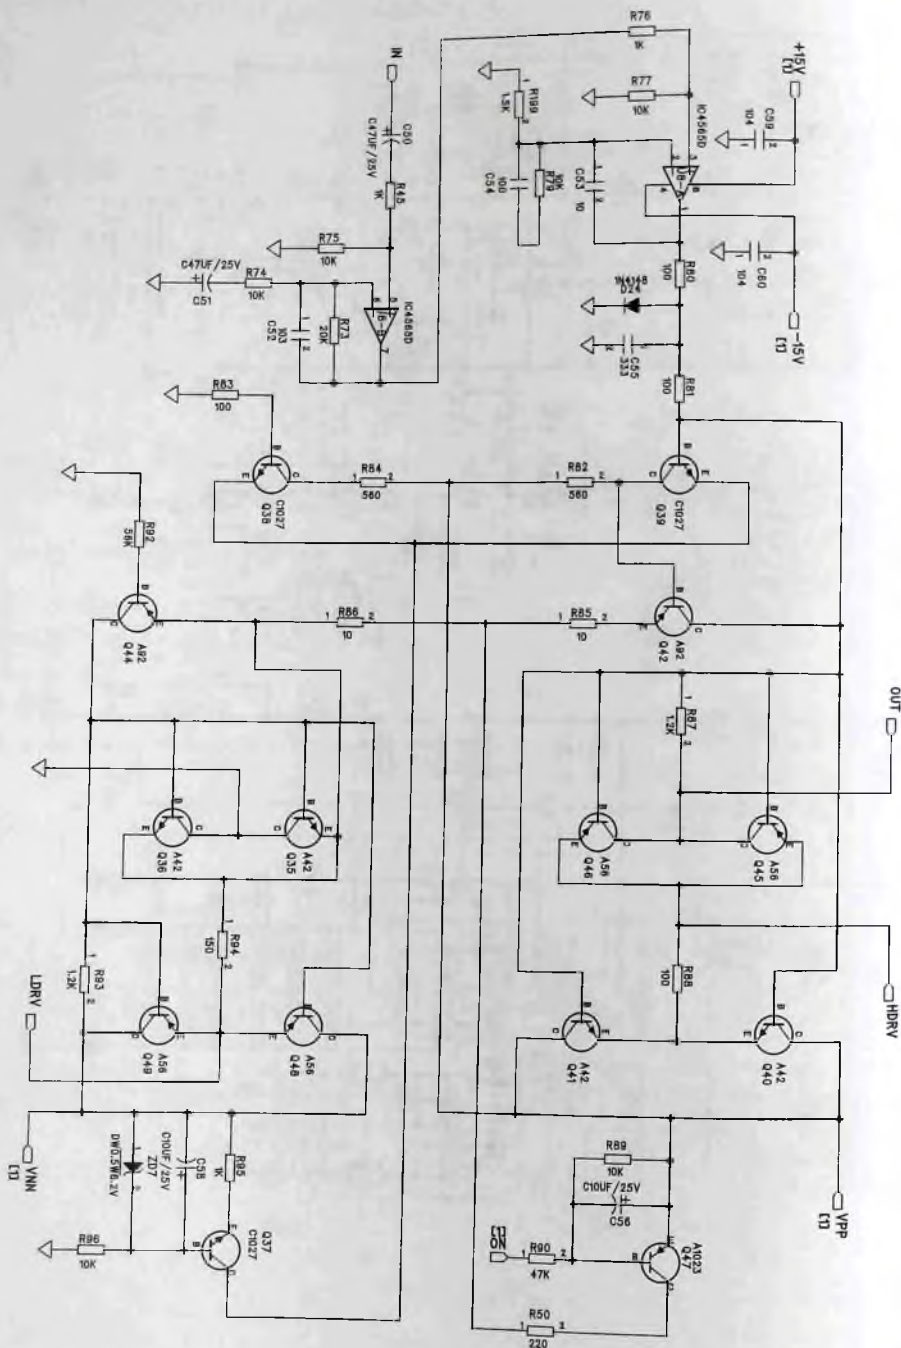 R76
1K
IN
+15V
[1]
R199
1.5K
R77
10K
IC4565D
C59
104
C50
C47UF/25V
R45
1K
C54
100
R79
10K
C53
10
C60
104
-15V
[1]
R75
10K
C47UF/25V
C51
R74
10K
C52
103
R73
20K
IC4565D
R80
100
1N4148
D24
C55
333
R81
100
R83
100
C1027
Q38
R84
560
R82
560
C1027
Q39
R92
56K
A92
Q44
R86
10
R85
10
A92
Q42
OUT
R87
1.2K
A42
Q36
A42
Q35
A56
Q46
A56
Q45
R94
150
R93
1.2K
R88
100
HDRV
LDRV
A56
Q49
A56
Q48
A42
Q41
A42
Q40
VNN
[1]
DW0.5W6.2V
ZD7
C10UF/25V
C58
R95
1K
Q37
C1027
R96
10K
R89
10K
C10UF/25V
C56
VPP
[1]
[1]
ON
R90
47K
A1023
Q47
R50
220